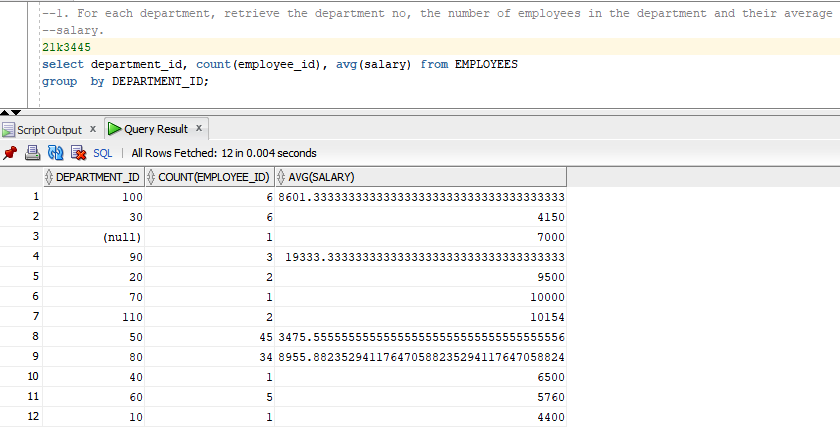 --1. For each department, retrieve the department no, the number of employees in the department and their average
--salary.
21k3445
select department_id, count(employee_id), avg(salary) from EMPLOYEES
group  by DEPARTMENT_ID;
Script Output x Query Result x
SQL | All Rows Fetched: 12 in 0.004 seconds
DEPARTMENT_ID COUNT(EMPLOYEE_ID) AVG(SALARY)
1 100 6 8601.333333333333333333333333333333333333
2 30 6 4150
3 (null) 1 7000
4 90 3 19333.3333333333333333333333333333333333
5 20 2 9500
6 70 1 10000
7 110 2 10154
8 50 45 3475.555555555555555555555555555555555556
9 80 34 8955.882352941176470588235294117647058824
10 40 1 6500
11 60 5 5760
12 10 1 4400